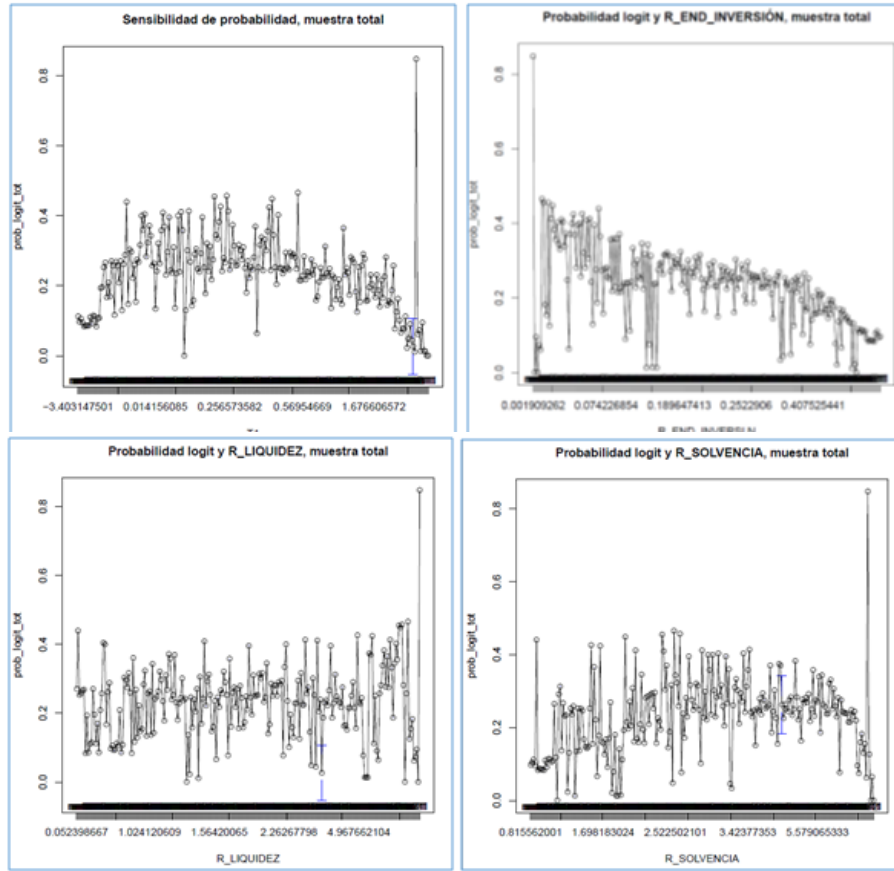 Sensibilidad de probabilidad, muestra total
prob_logit_tot
0.8
0.6
0.4
0.2
0.0
−3.403147501 0.014156085 0.256573582 0.56954669 1.676606572
Probabilidad logit y R_END_INVERSIÓN, muestra total
prob_logit_tot
0.8
0.6
0.4
0.2
0.0
0.001909262 0.074226854 0.189647413 0.2522906 0.407525441
Probabilidad logit y R_LIQUIDEZ, muestra total
prob_logit_tot
0.8
0.6
0.4
0.2
0.0
0.052398667 1.024120609 1.56420065 2.26267798 4.967662104
R_LIQUIDEZ
Probabilidad logit y R_SOLVENCIA, muestra total
prob_logit_tot
0.8
0.6
0.4
0.2
0.0
0.815562001 1.698183024 2.522502101 3.42377353 5.579065333
R_SOLVENCIA